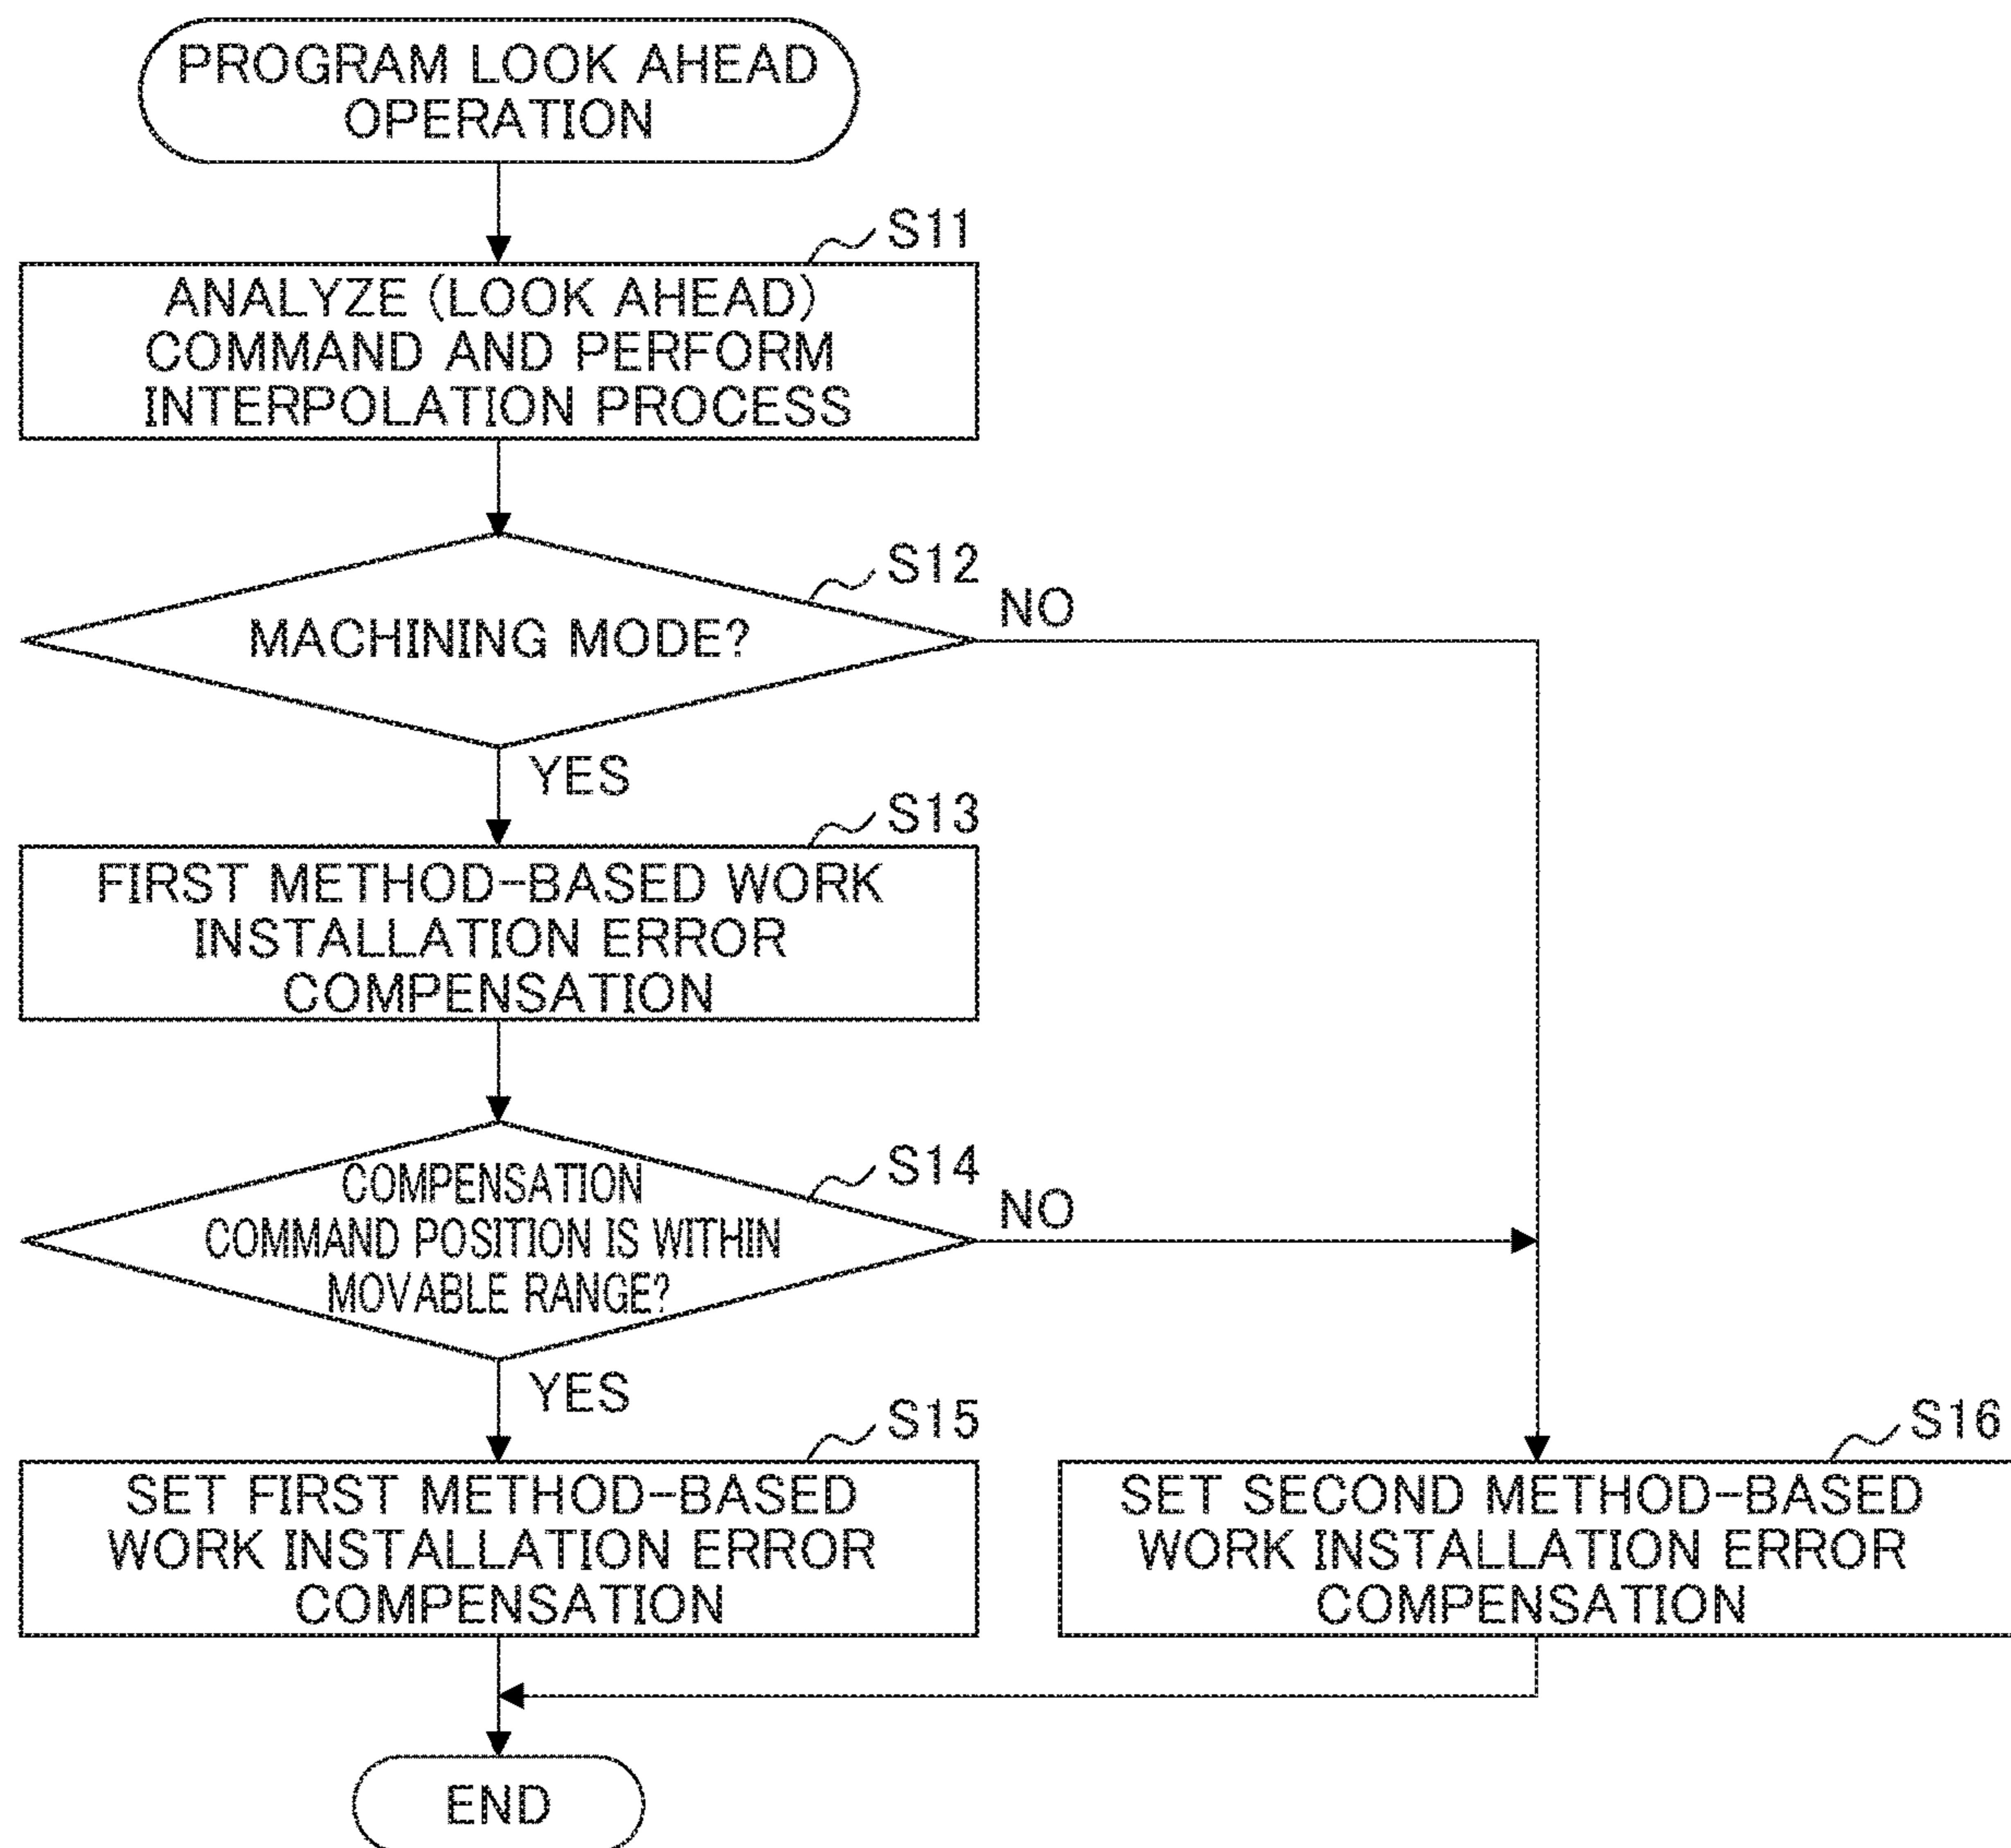 PROGRAM LOOK AHEAD
OPERATION
S11
ANALYZE (LOOK AHEAD)
COMMAND AND PERFORM
INTERPOLATION PROCESS
S12
MACHINING MODE?
NO
YES
S13
FIRST METHOD-BASED WORK
INSTALLATION ERROR
COMPENSATION
S14
COMPENSATION
COMMAND POSITION IS WITHIN
MOVABLE RANGE?
NO
YES
S15
SET FIRST METHOD-BASED
WORK INSTALLATION ERROR
COMPENSATION
S16
SET SECOND METHOD-BASED
WORK INSTALLATION ERROR
COMPENSATION
END